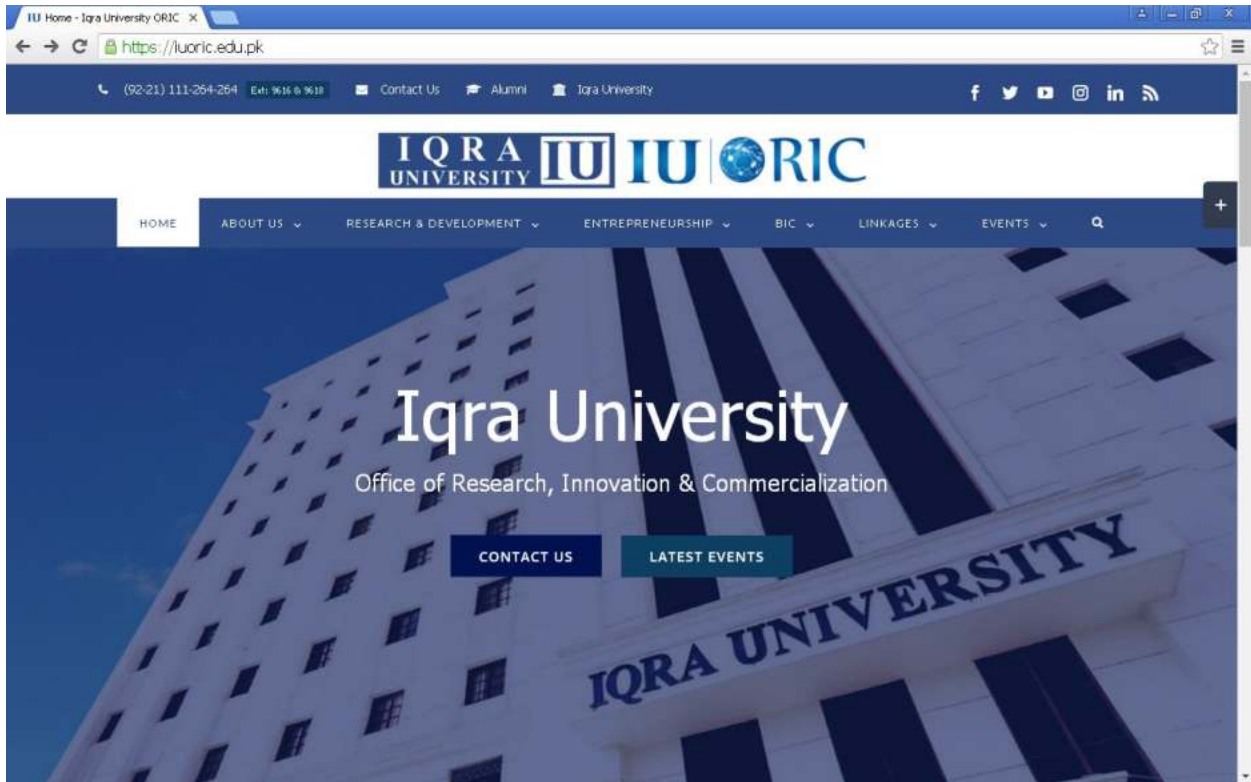 IU Home - Iqra University ORIC
https://iuoric.edu.pk
(92-21) 111-264-264 Ext: 9616 & 9618 Contact Us Alumni Iqra University
IQRA UNIVERSITY IU IU ORIC
HOME ABOUT US RESEARCH & DEVELOPMENT ENTREPRENEURSHIP BIC LINKAGES EVENTS
Iqra University
Office of Research, Innovation & Commercialization
CONTACT US LATEST EVENTS
IQRA UNIVERSITY